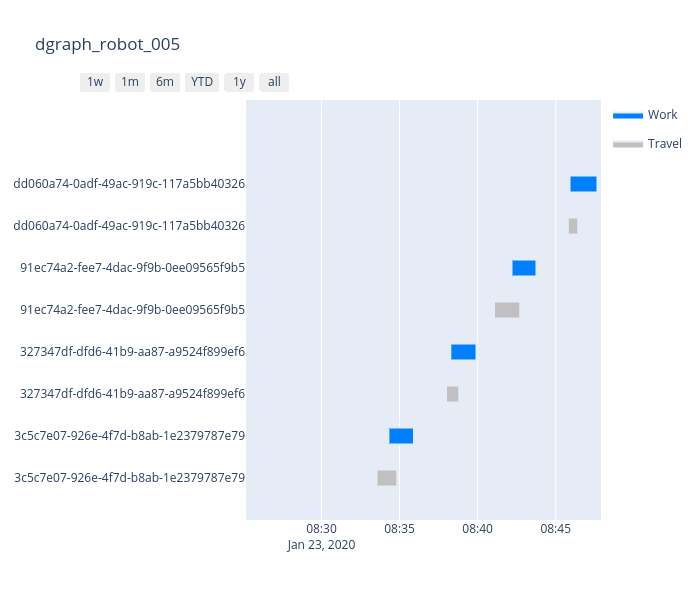 dgraph_robot_005
1w 1m 6m YTD 1y all
Work
Travel
dd060a74-0adf-49ac-919c-117a5bb40326
dd060a74-0adf-49ac-919c-117a5bb40326
91ec74a2-fee7-4dac-9f9b-0ee09565f9b5
91ec74a2-fee7-4dac-9f9b-0ee09565f9b5
327347df-dfd6-41b9-aa87-a9524f899ef6
327347df-dfd6-41b9-aa87-a9524f899ef6
3c5c7e07-926e-4f7d-b8ab-1e2379787e79
3c5c7e07-926e-4f7d-b8ab-1e2379787e79
08:30 08:35 08:40 08:45
Jan 23, 2020